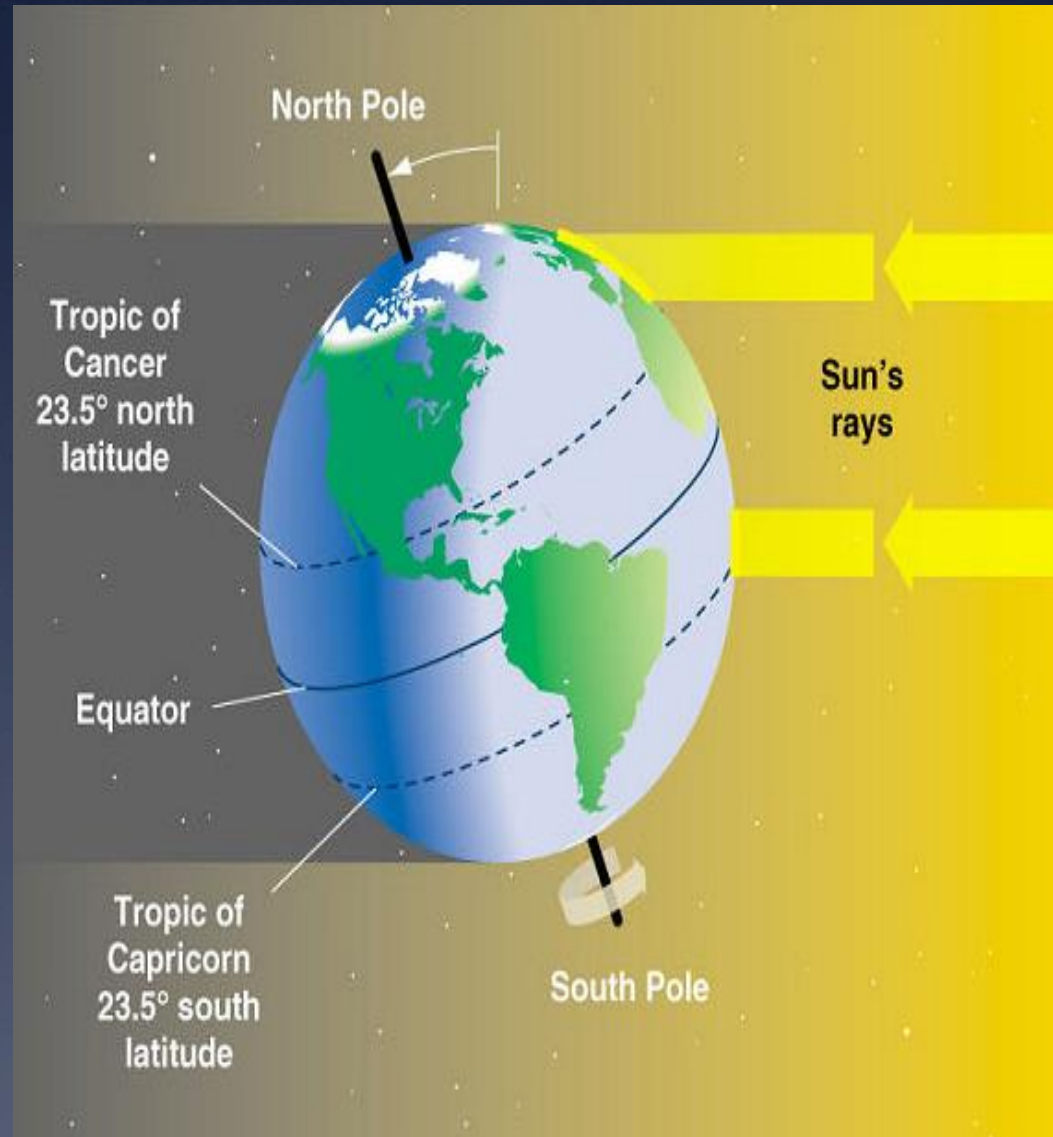 North Pole
Tropic of
Cancer
23.5° north
latitude
Sun's
rays
Equator
Tropic of
Capricorn
23.5° south
latitude
South Pole